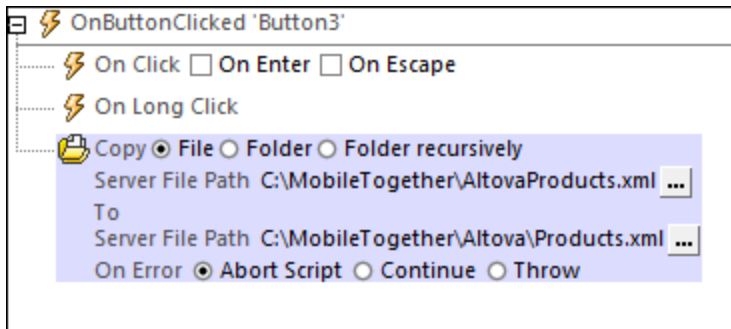 OnButtonClicked 'Button3'
On Click On Enter On Escape
On Long Click
Copy File Folder Folder recursively
Server File Path C:\MobileTogether\AltovaProducts.xml ...
To
Server File Path C:\MobileTogether\Altova\Products.xml ...
On Error Abort Script Continue Throw